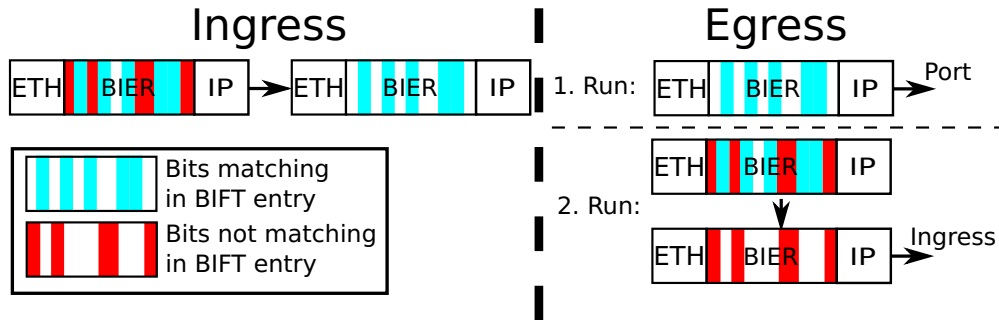 Ingress
ETH BIER IP
ETH BIER IP
Bits matching
in BIFT entry
Bits not matching
in BIFT entry
Egress
1. Run:
ETH BIER IP
Port
2. Run:
ETH BIER IP
ETH BIER IP
Ingress